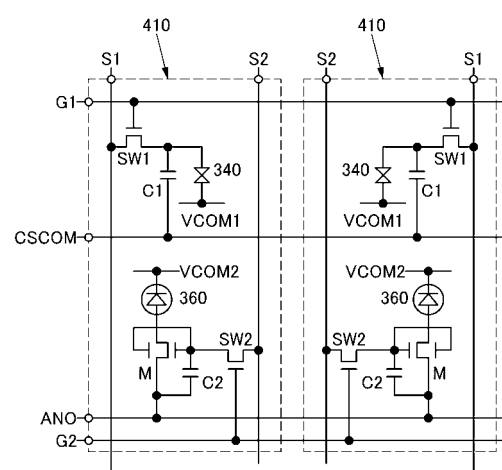 410 410
S1 S2 S2 S1
G1
SW1 SW1
340 340
C1 C1
VCOM1 VCOM1
CSCOM
VCOM2 VCOM2
360 360
SW2 SW2
M C2 C2 M
ANO
G2